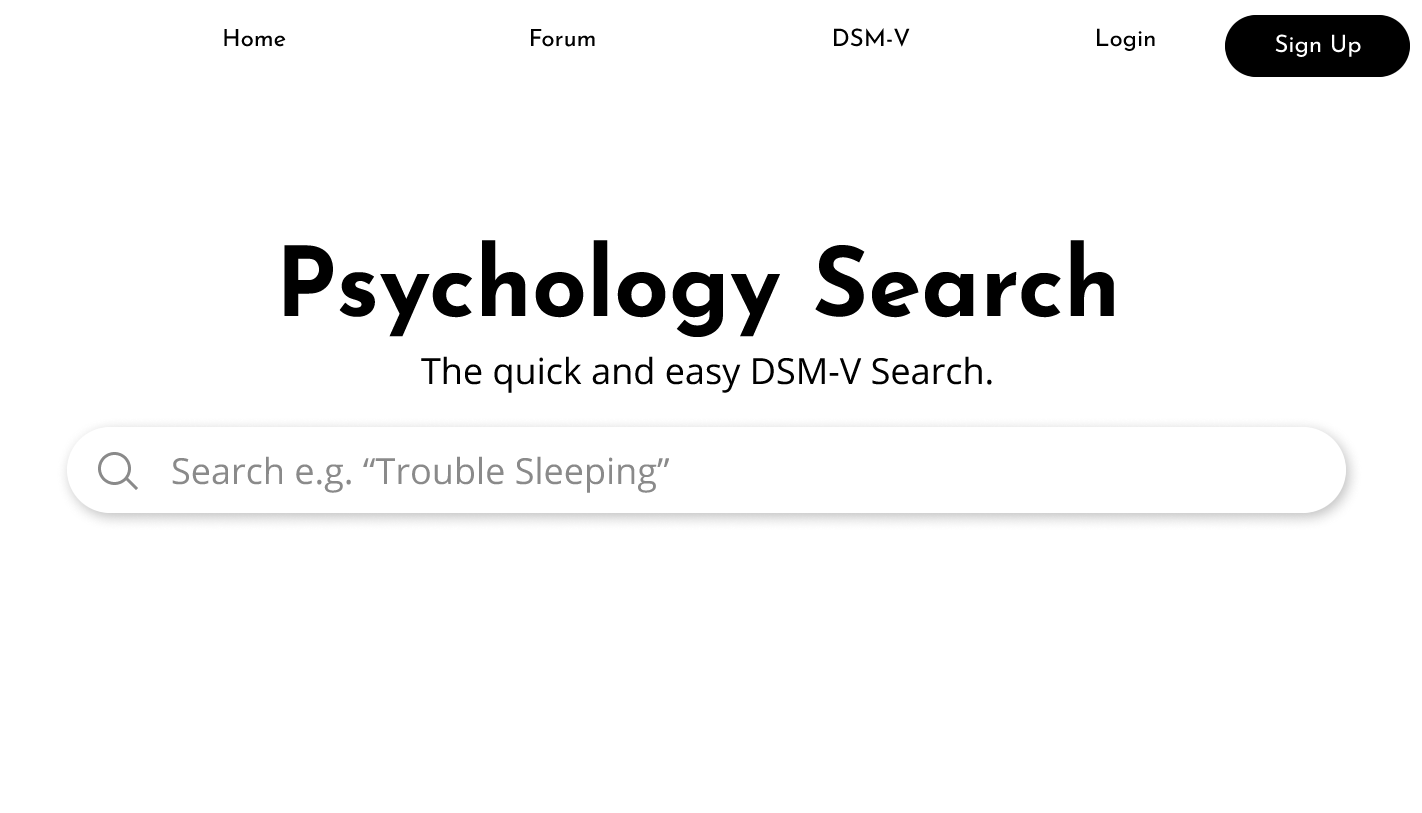 Home Forum DSM-V Login Sign Up
Psychology Search
The quick and easy DSM-V Search.
Search e.g. “Trouble Sleeping”